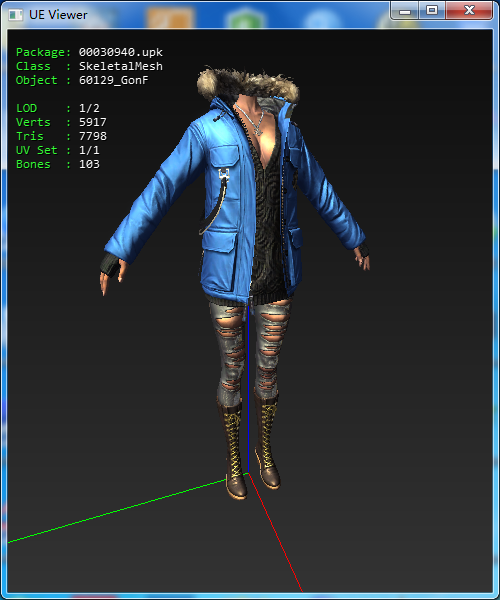 UE Viewer
Package: 00030940.upk
Class  : SkeletalMesh
Object : 60129_GonF
LOD    : 1/2
Verts  : 5917
Tris   : 7798
UV Set : 1/1
Bones  : 103